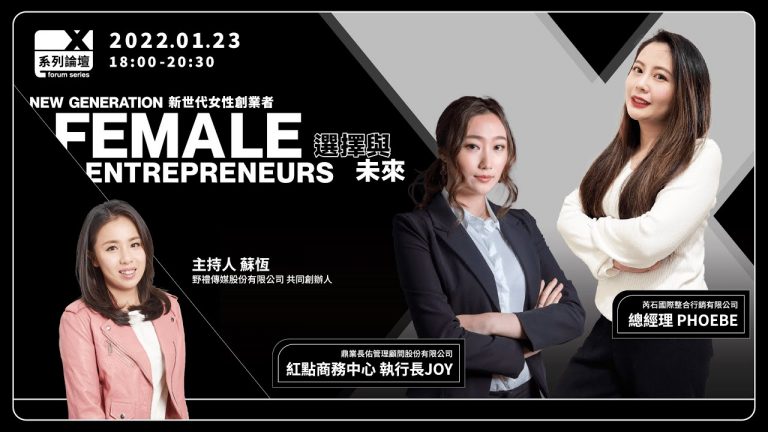 X
系列論壇
forum series
2022.01.23
18:00-20:30
NEW GENERATION 新世代女性創業者
FEMALE 選擇與
ENTREPRENEURS 未來
主持人 蘇恆
野禮傳媒股份有限公司 共同創辦人
芮石國際整合行銷有限公司
總經理 PHOEBE
鼎業長佑管理顧問股份有限公司
紅點商務中心 執行長JOY